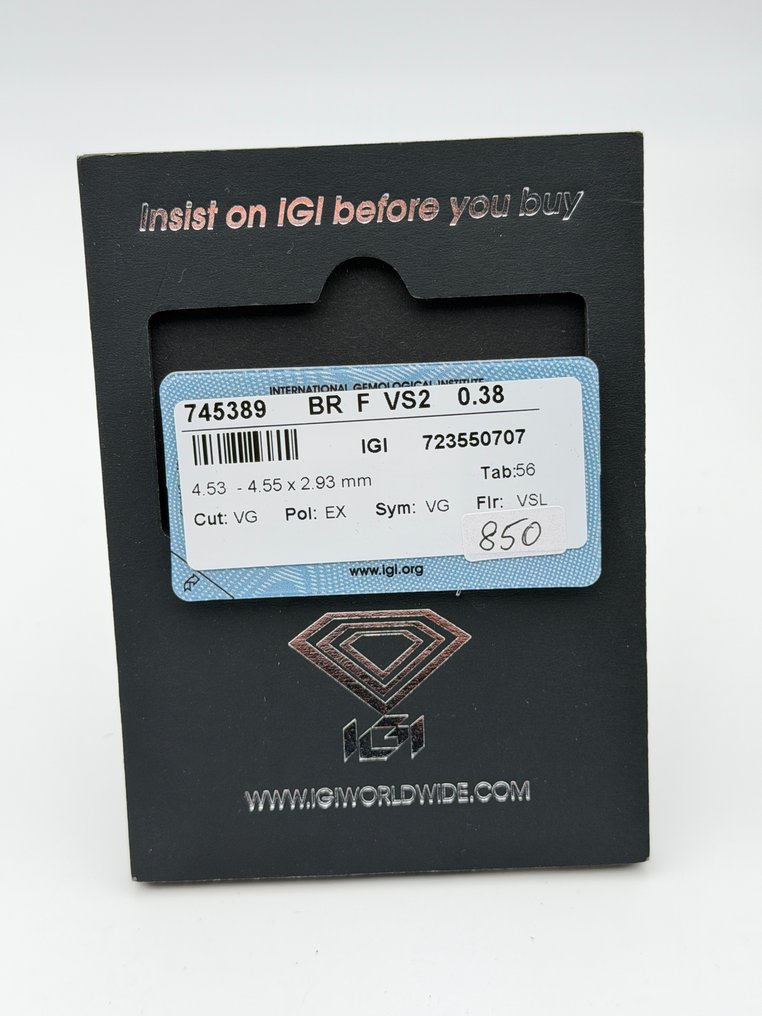 Insist on IGI before you buy
INTERNATIONAL GEMOLOGICAL INSTITUTE
745389 BR F VS2 0.38
IGI 723550707
4.53 - 4.55 x 2.93 mm Tab:56
Cut: VG Pol: EX Sym: VG Flr: VSL
850
www.igi.org
IGI
WWW.IGIWORLDWIDE.COM